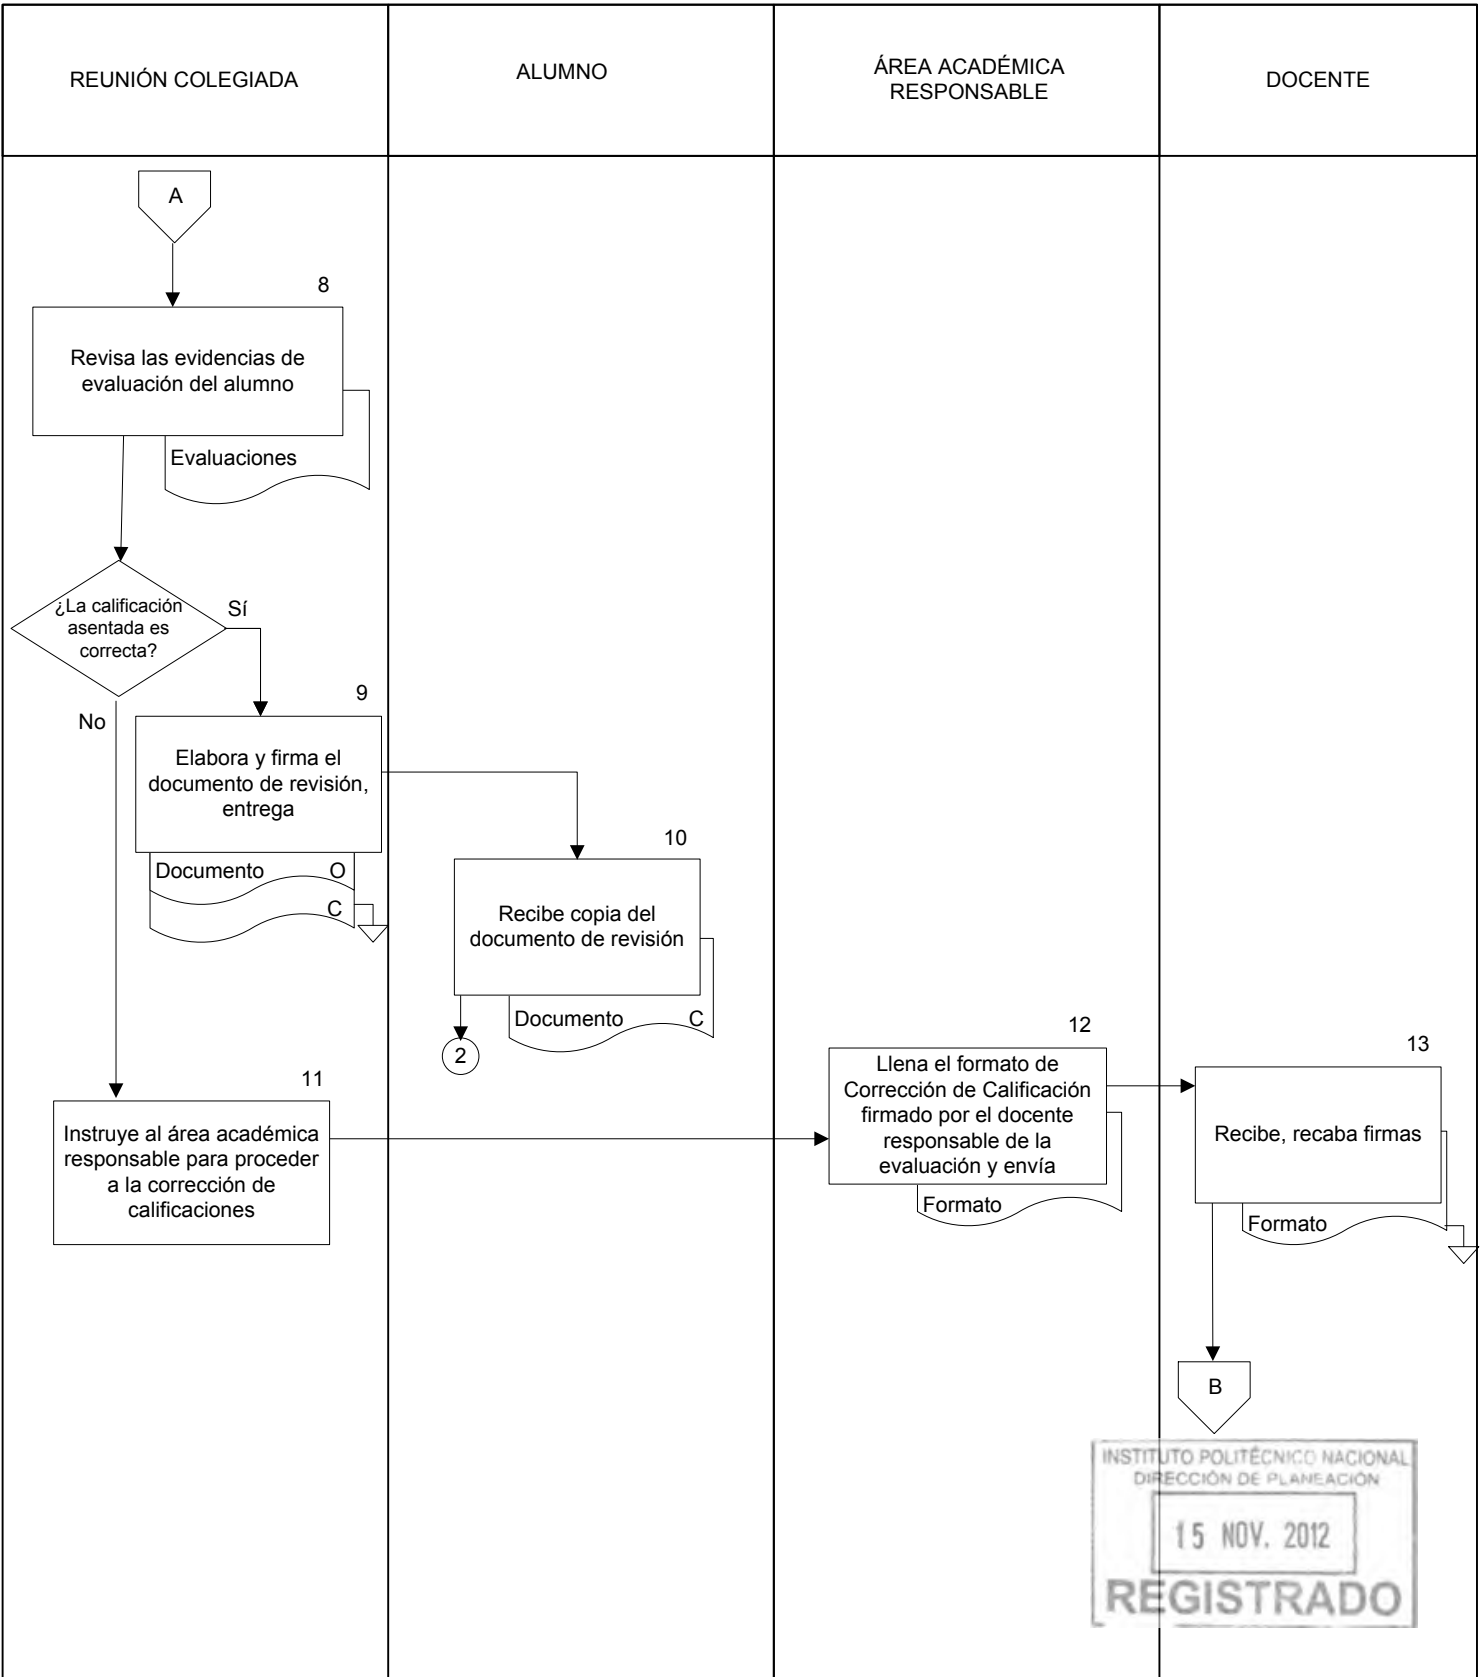 REUNIÓN COLEGIADA
ALUMNO
ÁREA ACADÉMICA
RESPONSABLE
DOCENTE
A
8
Revisa las evidencias de
evaluación del alumno
Evaluaciones
¿La calificación
asentada es
correcta?
Sí
No
9
Elabora y firma el
documento de revisión,
entrega
Documento O
C
10
Recibe copia del
documento de revisión
Documento C
2
11
Instruye al área académica
responsable para proceder
a la corrección de
calificaciones
12
Llena el formato de
Corrección de Calificación
firmado por el docente
responsable de la
evaluación y envía
Formato
13
Recibe, recaba firmas
Formato
B
INSTITUTO POLITÉCNICO NACIONAL
DIRECCIÓN DE PLANEACIÓN
15 NOV. 2012
REGISTRADO